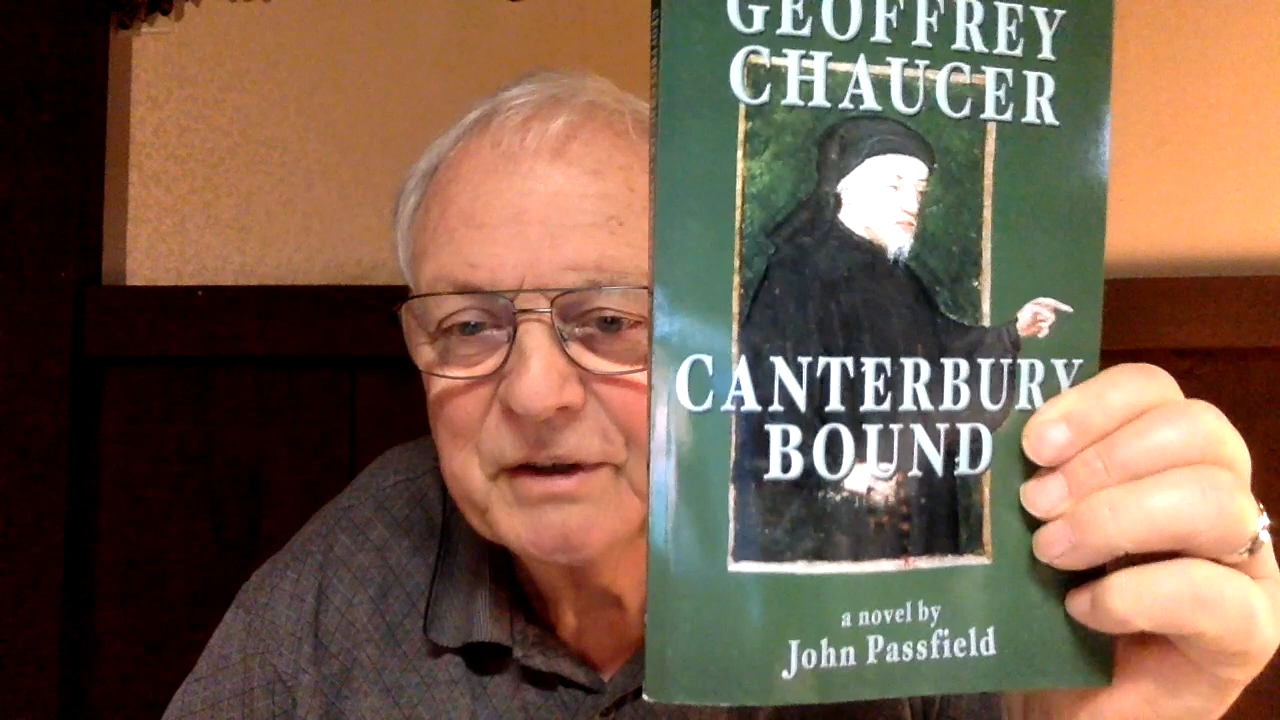 GEOFFREY
CHAUCER
CANTERBURY
BOUND
a novel by
John Passfield